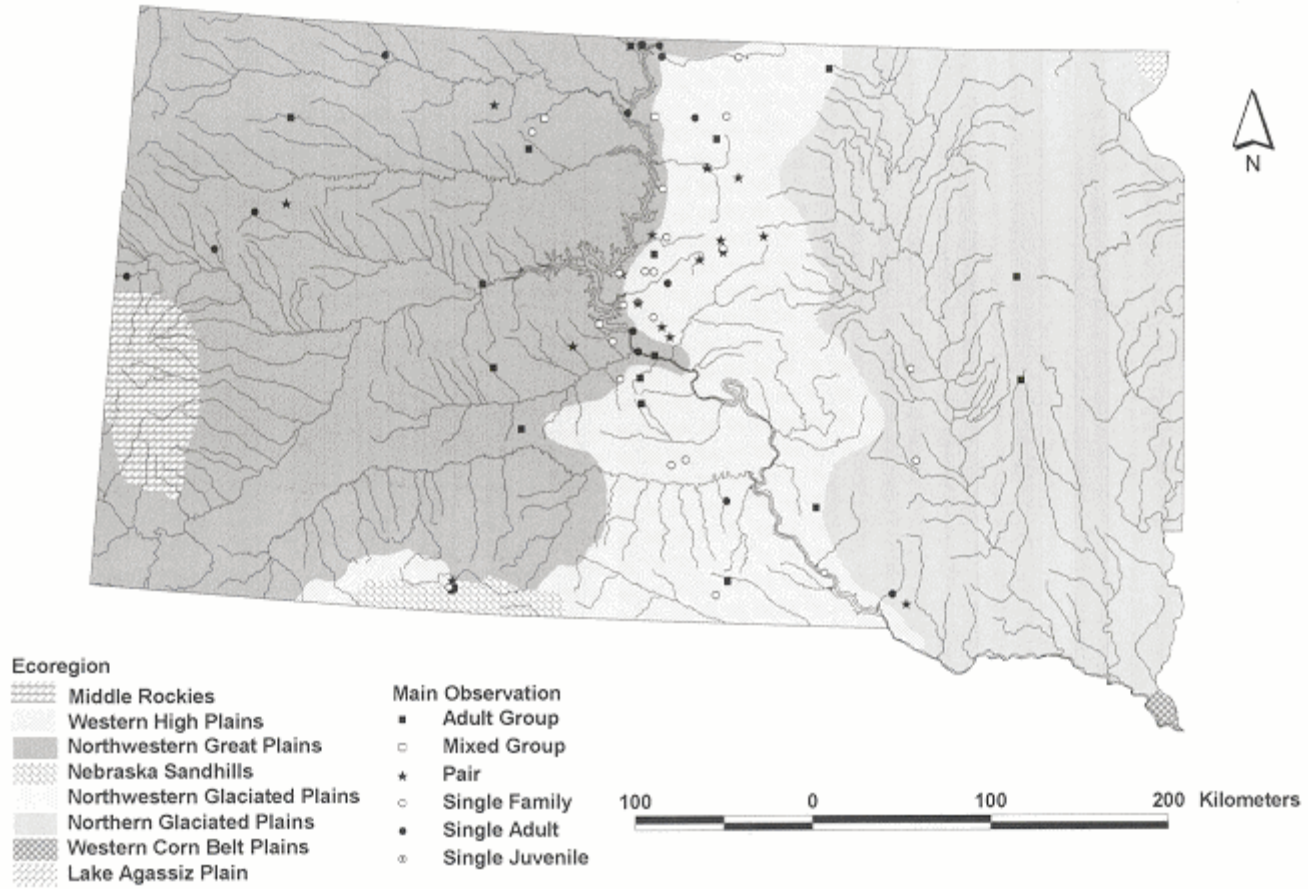 N
Ecoregion
Middle Rockies
Western High Plains
Northwestern Great Plains
Nebraska Sandhills
Northwestern Glaciated Plains
Northern Glaciated Plains
Western Corn Belt Plains
Lake Agassiz Plain
Main Observation
Adult Group
Mixed Group
Pair
Single Family
Single Adult
Single Juvenile
100 0 100 200 Kilometers